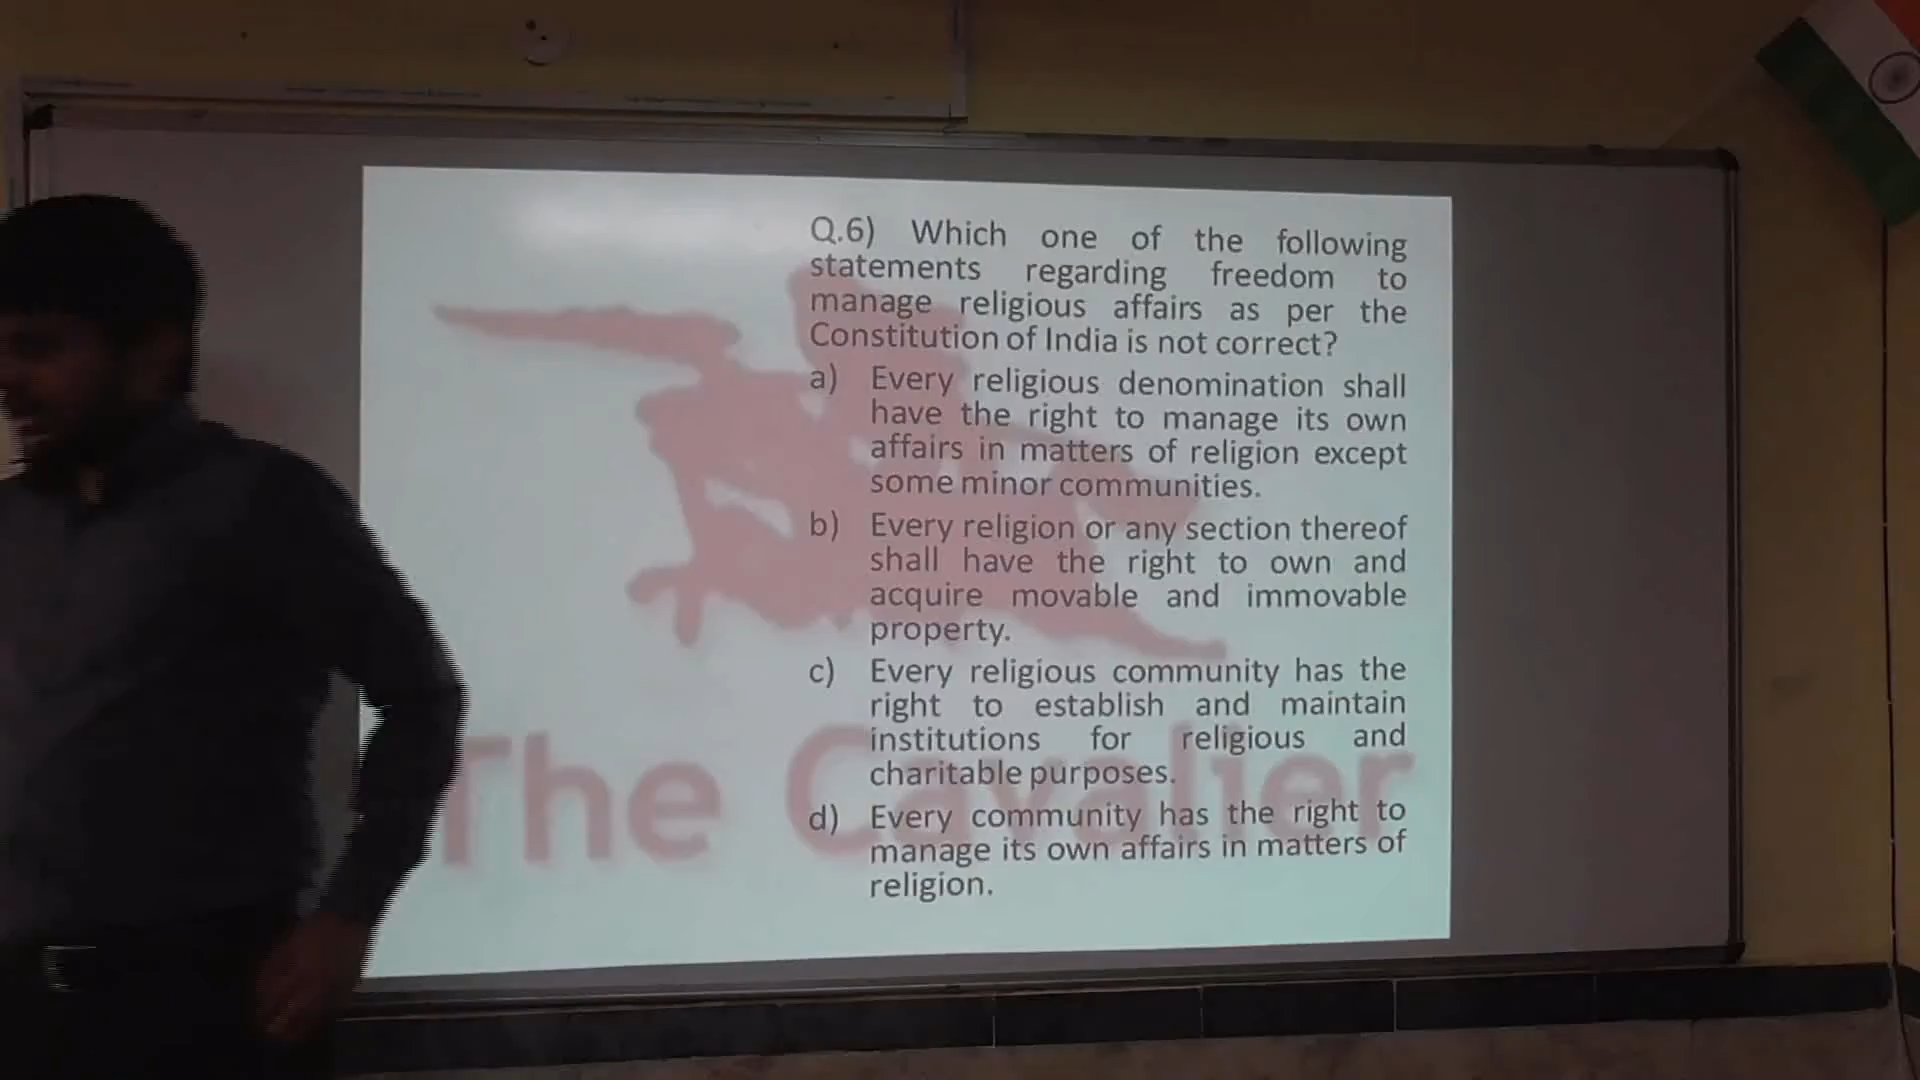 Q.6) Which one of the following
statements regarding freedom to
manage religious affairs as per the
Constitution of India is not correct?
a) Every religious denomination shall
have the right to manage its own
affairs in matters of religion except
some minor communities.
b) Every religion or any section thereof
shall have the right to own and
acquire movable and immovable
property.
c) Every religious community has the
right to establish and maintain
institutions for religious and
charitable purposes.
d) Every community has the right to
manage its own affairs in matters of
religion.
The Cavalier